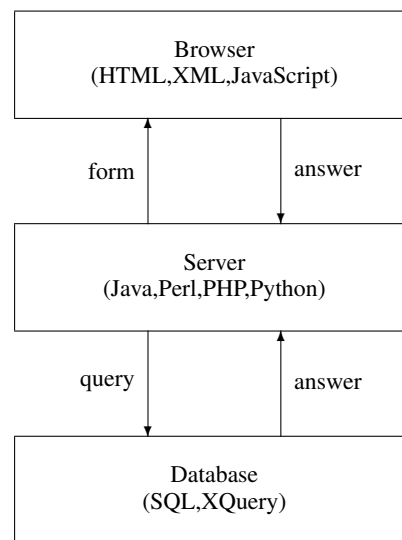 Browser
(HTML,XML,JavaScript)
form
answer
Server
(Java,Perl,PHP,Python)
query
answer
Database
(SQL,XQuery)